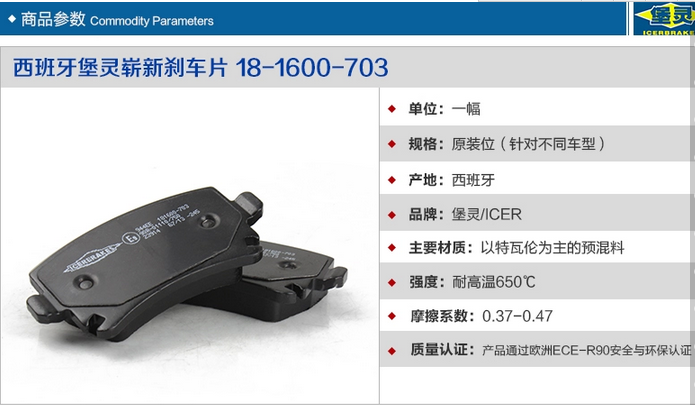 商品参数 Commodity Parameters
堡灵
ICERBRAKE
西班牙堡灵崭新刹车片 18-1600-703
单位：一幅
规格：原装位（针对不同车型）
产地：西班牙
品牌：堡灵/ICER
主要材质：以特瓦伦为主的预混料
强度：耐高温650℃
摩擦系数：0.37-0.47
质量认证：产品通过欧洲ECE-R90安全与环保认证
ICERBRAKES
181600-703
23914